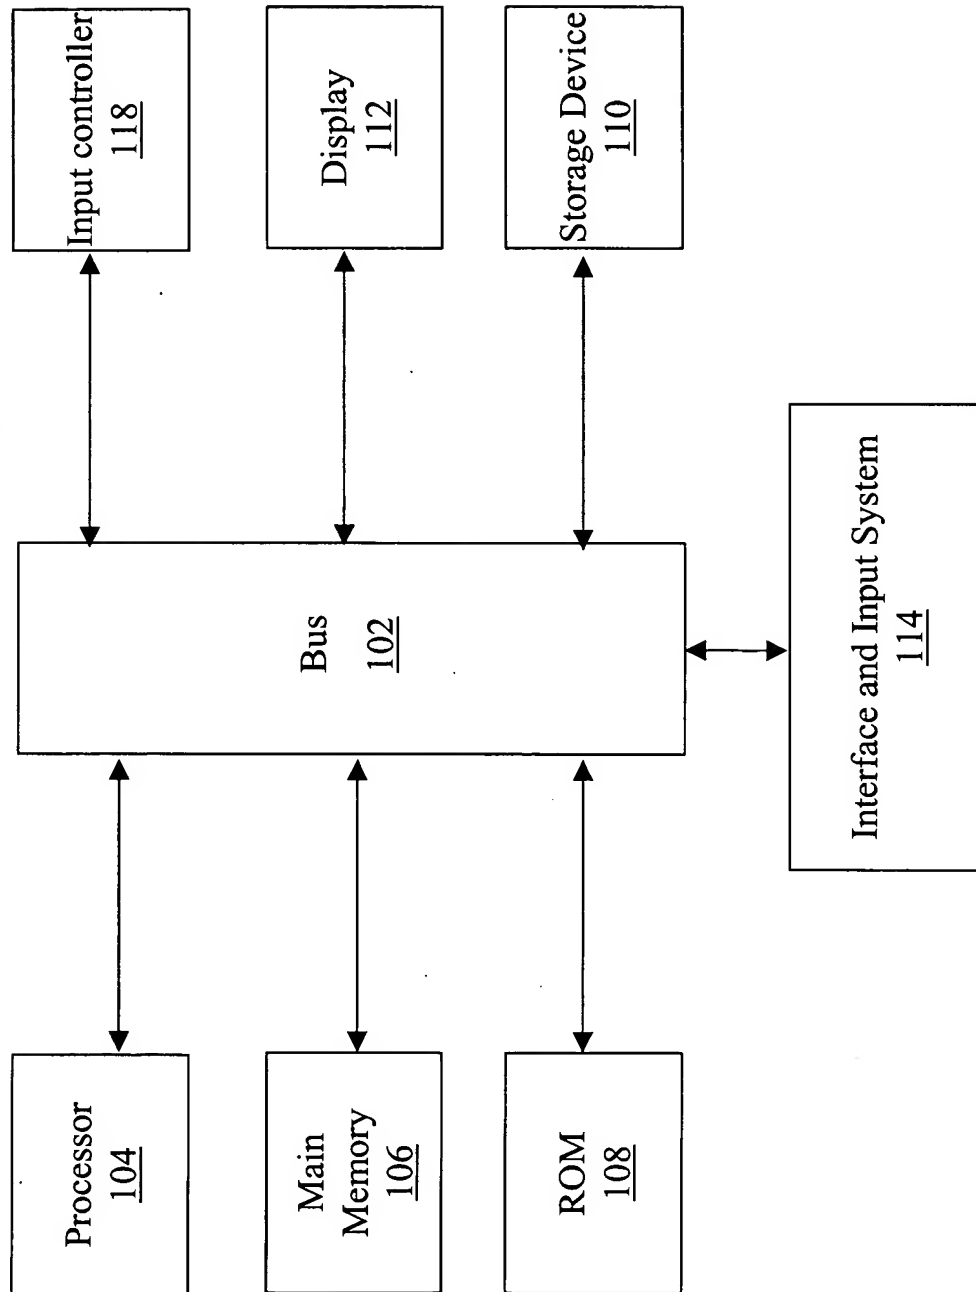 Processor
104
Main
Memory
106
ROM
108
Bus
102
Input controller
118
Display
112
Storage Device
110
Interface and Input System
114